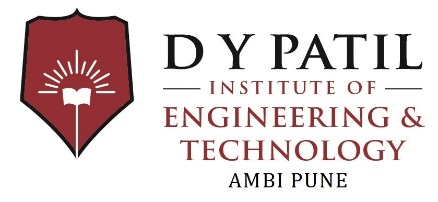 D Y PATIL
INSTITUTE OF
ENGINEERING &
TECHNOLOGY
AMBI PUNE